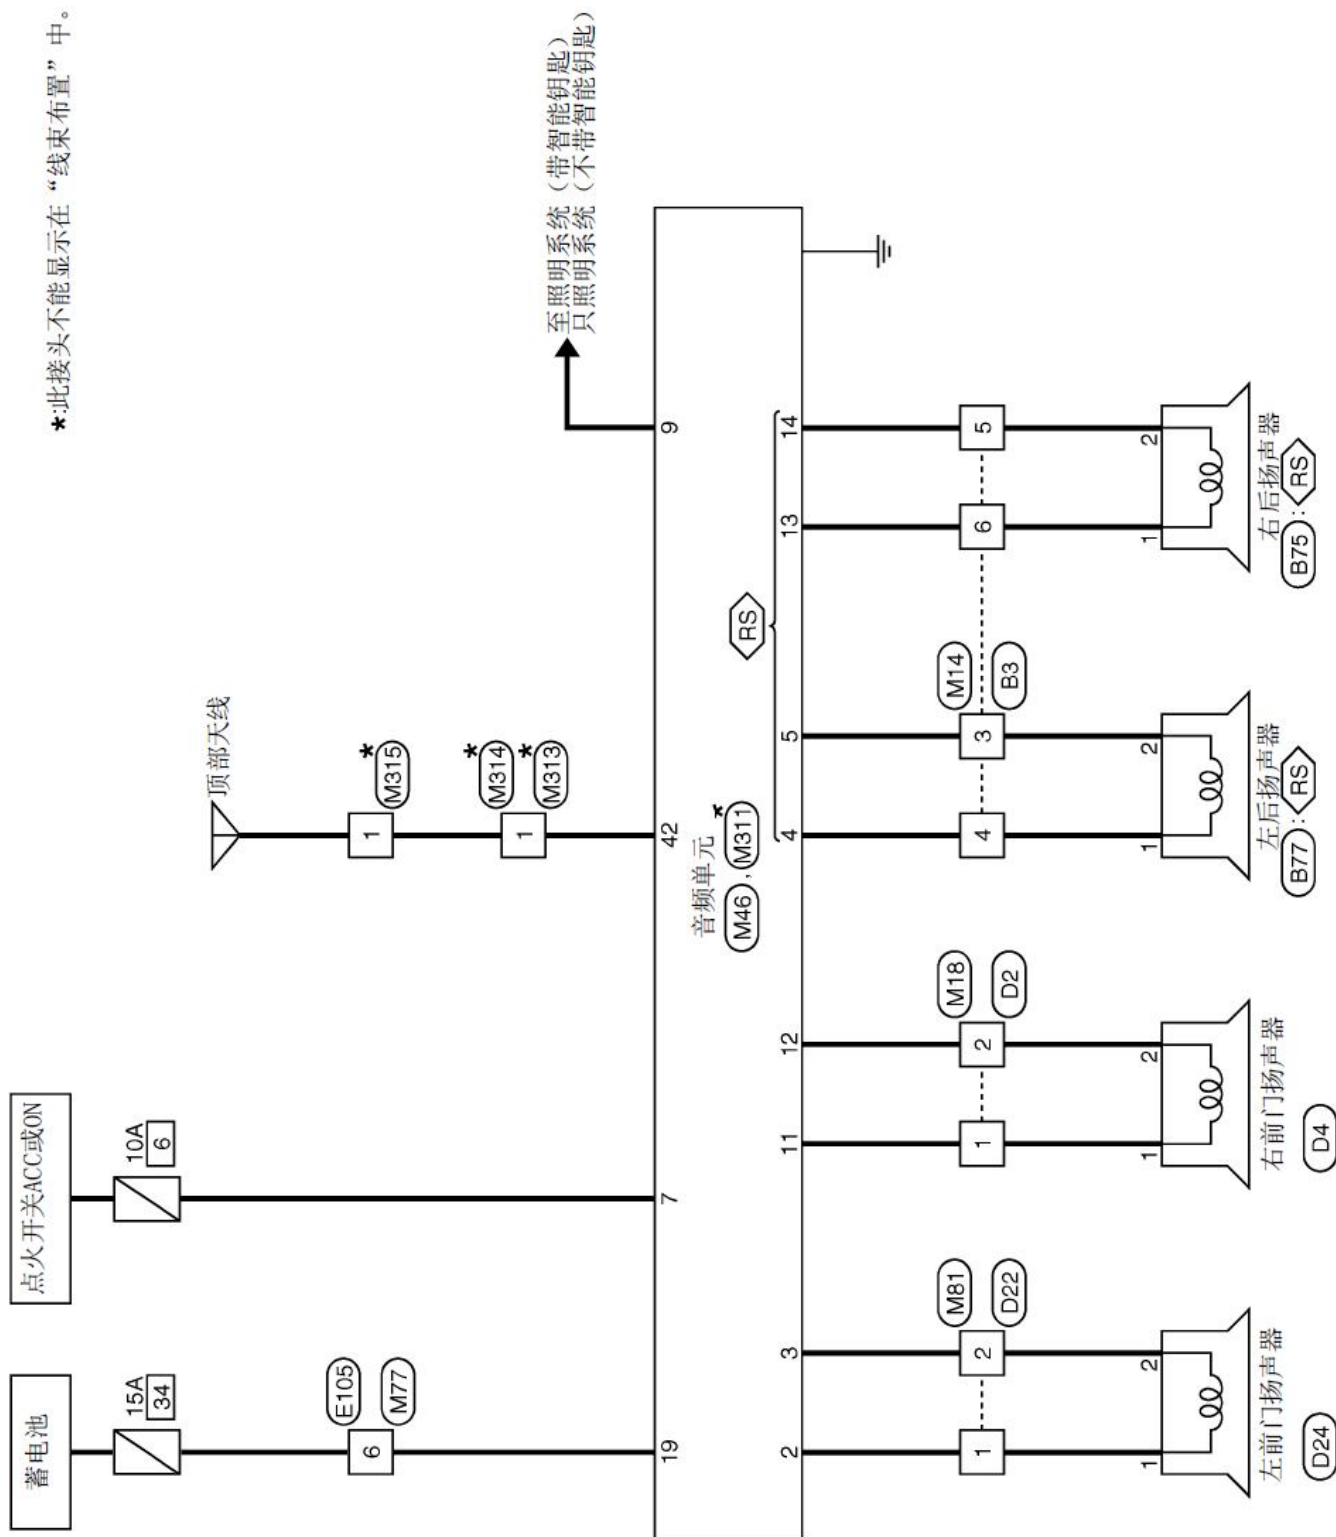 *:此接头不能显示在“线束布置”中。
蓄电池
15A
34
E105
6
M77
点火开关ACC或ON
10A
6
顶部天线
1
*
M315
*
M314
1
*
M313
至照明系统（带智能钥匙）
只照明系统（不带智能钥匙）
19
7
42
9
音频单元
M46 , M311 *
RS
2
3
11
12
4
5
13
14
M81
1
2
D22
M18
1
2
D2
M14
4
3
6
5
B3
1
2
1
2
1
2
1
2
左前门扬声器
D24
右前门扬声器
D4
左后扬声器
B77 : RS
右后扬声器
B75 : RS